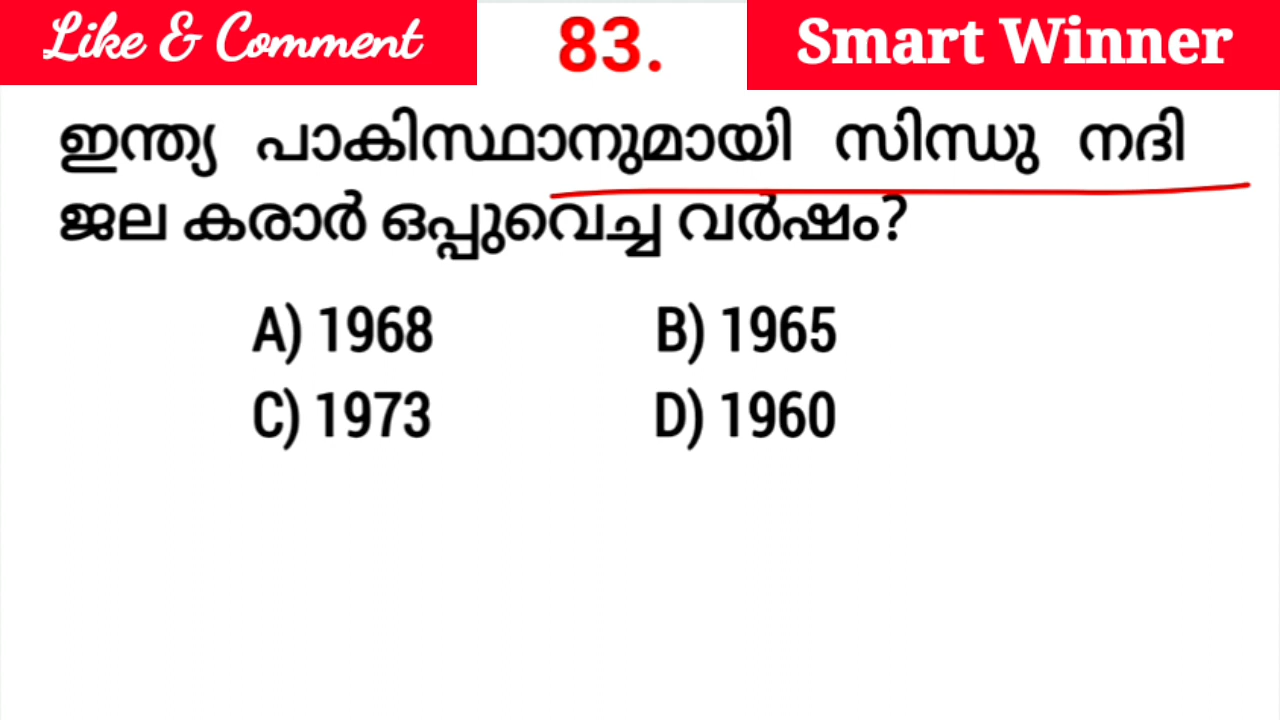 Like & Comment
83.
Smart Winner
ഇന്ത്യ പാകിസ്ഥാനുമായി സിന്ധു നദി
ജല കരാർ ഒപ്പുവെച്ച വർഷം?
A) 1968 B) 1965
C) 1973 D) 1960